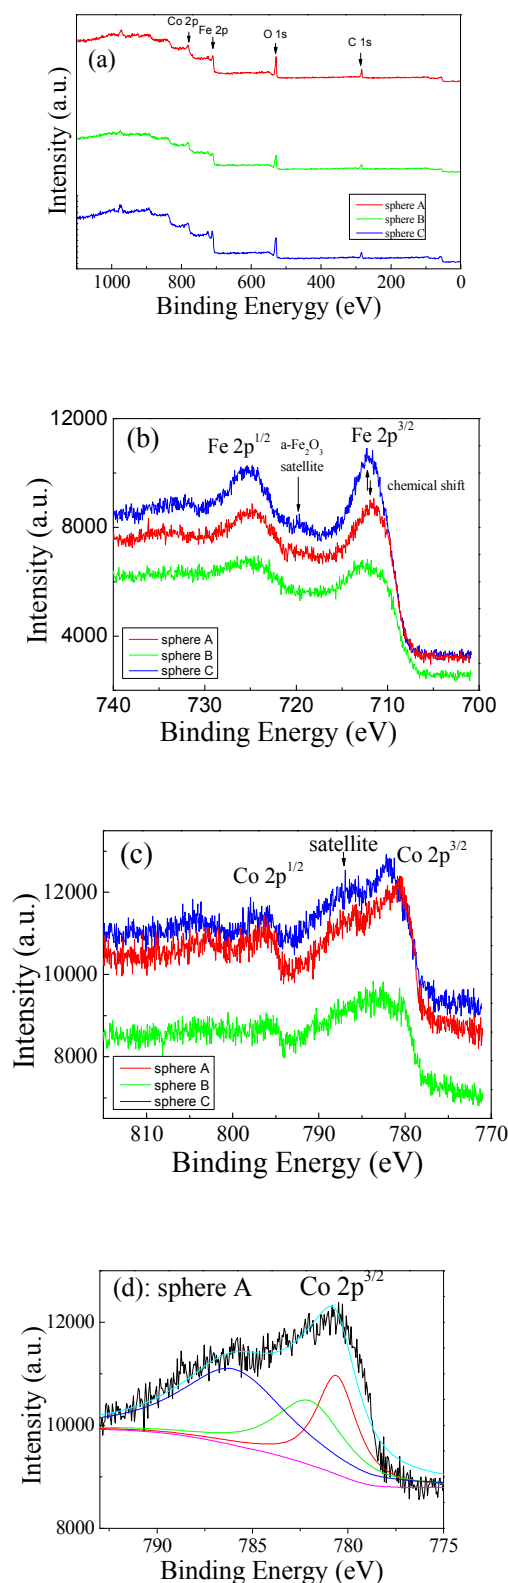 Co 2p
Fe 2p
O 1s
C 1s
(a)
Intensity (a.u.)
sphere A
sphere B
sphere C
1000 800 600 400 200 0
Binding Enerygy (eV)
12000
8000
4000
(b)
Fe 2p1/2
a-Fe2O3
satellite
Fe 2p3/2
chemical shift
Intensity (a.u.)
sphere A
sphere B
sphere C
740 730 720 710 700
Binding Energy (eV)
12000
10000
8000
(c)
satellite
Co 2p1/2
Co 2p3/2
Intensity (a.u.)
sphere A
sphere B
sphere C
810 800 790 780 770
Binding Energy (eV)
12000
10000
8000
(d): sphere A
Co 2p3/2
Intensity (a.u.)
790 785 780 775
Binding Energy (eV)